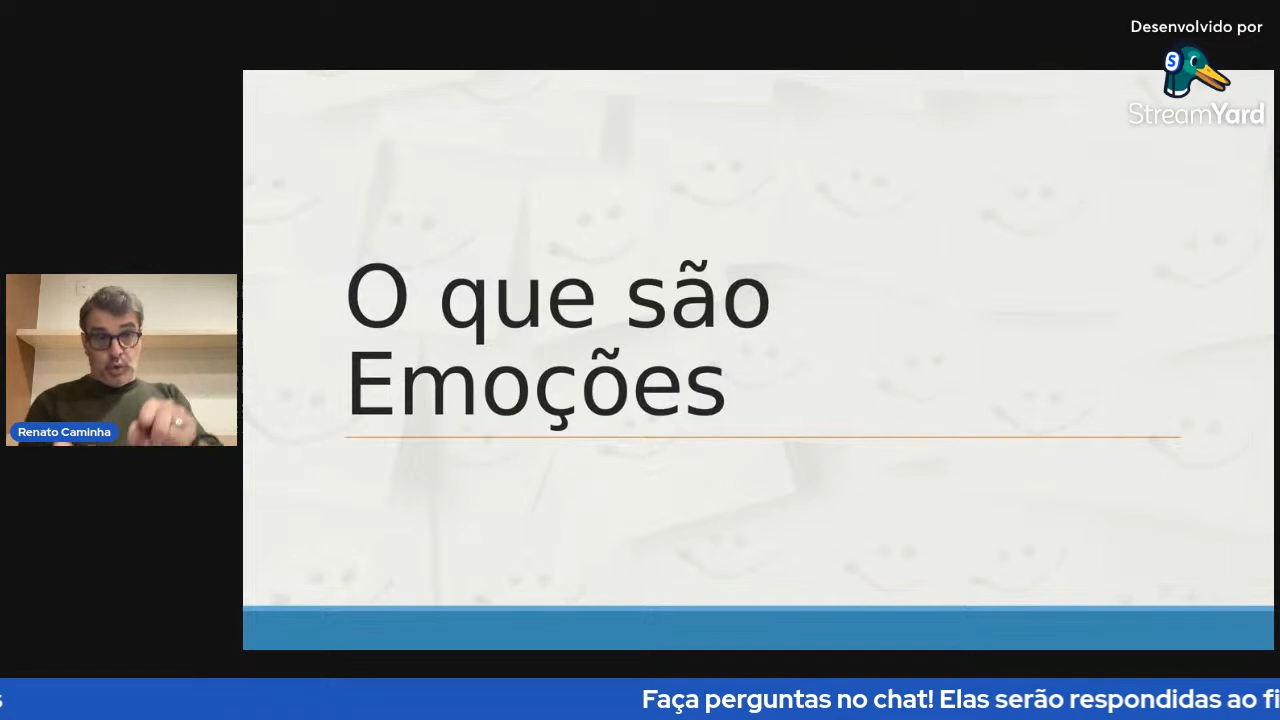 Desenvolvido por
S
StreamYard
O que são
Emoções
Renato Caminha
s
Faça perguntas no chat! Elas serão respondidas ao fi